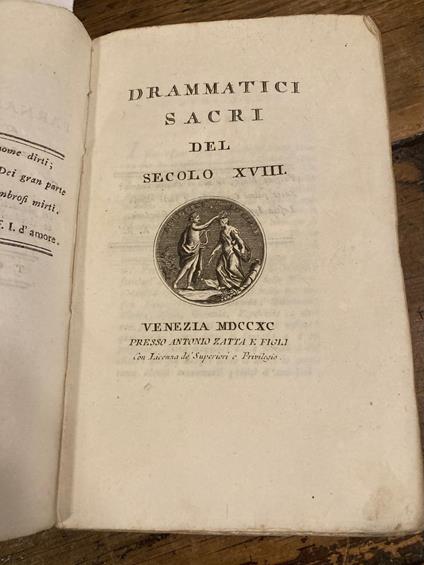 ome dirti;
Dei gran parte
mbrosi mirti.
I. d'amore.
DRAMMATICI
SACRI
DEL
SECOLO XVIII.
VENEZIA MDCCXC
PRESSO ANTONIO ZATTA E FIGLI
Con Licenza de' Superiori e Privilegio.